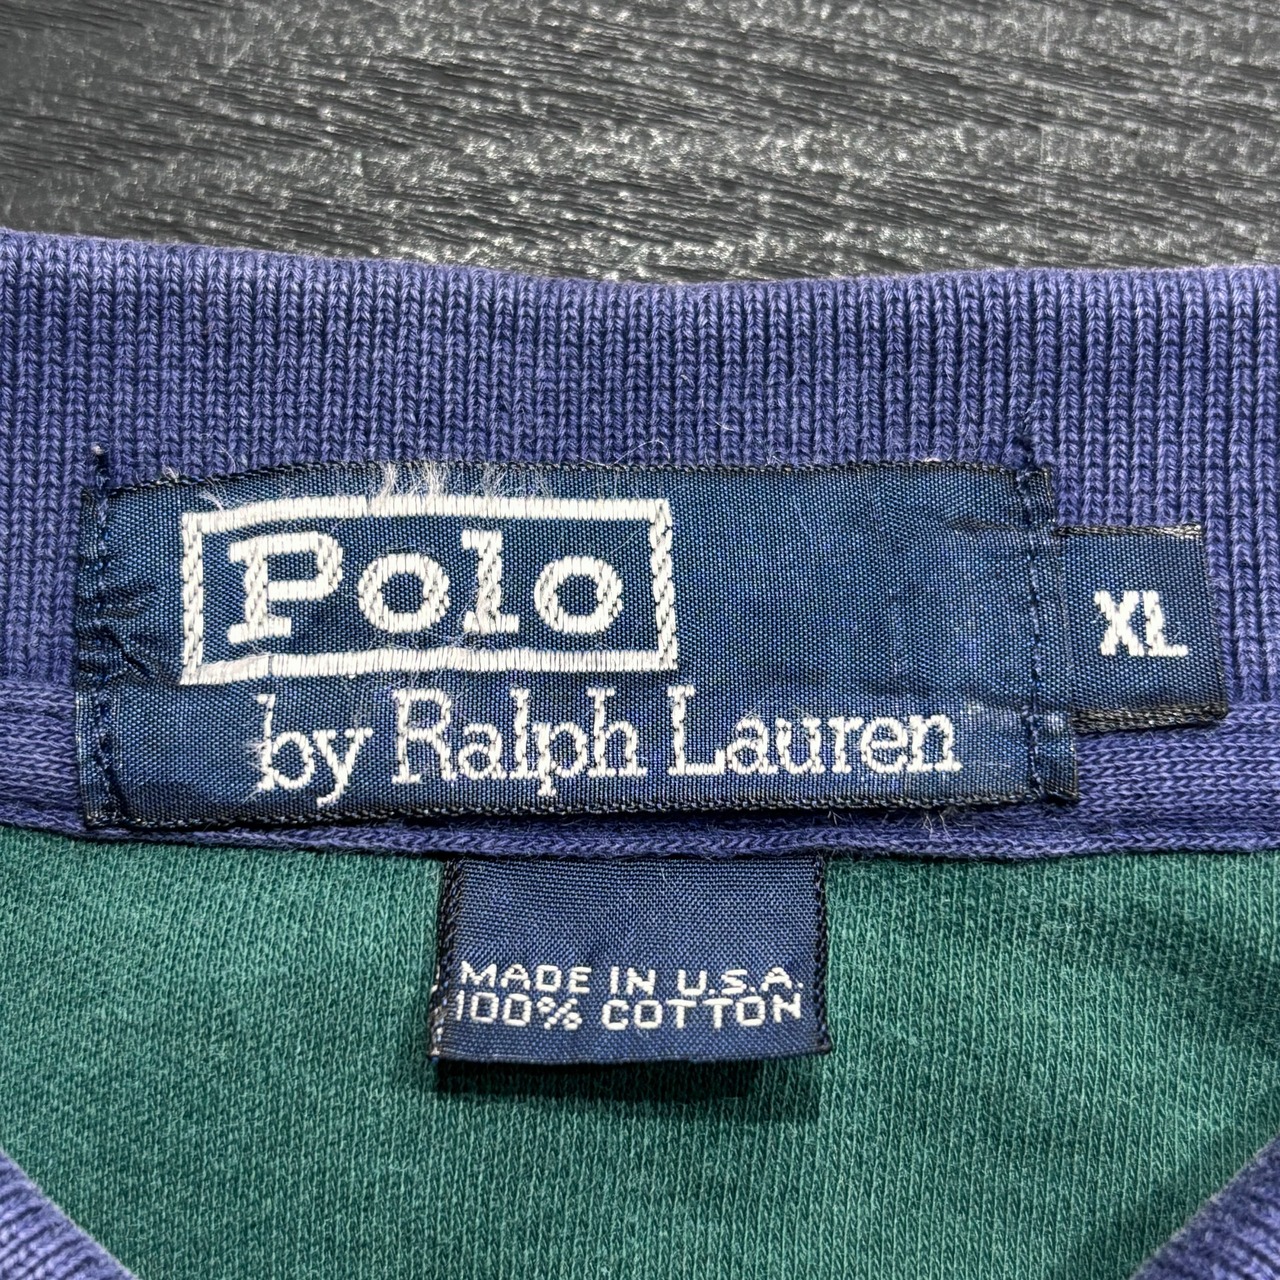 Polo
by Ralph Lauren
XL
MADE IN U.S.A.
100% COTTON